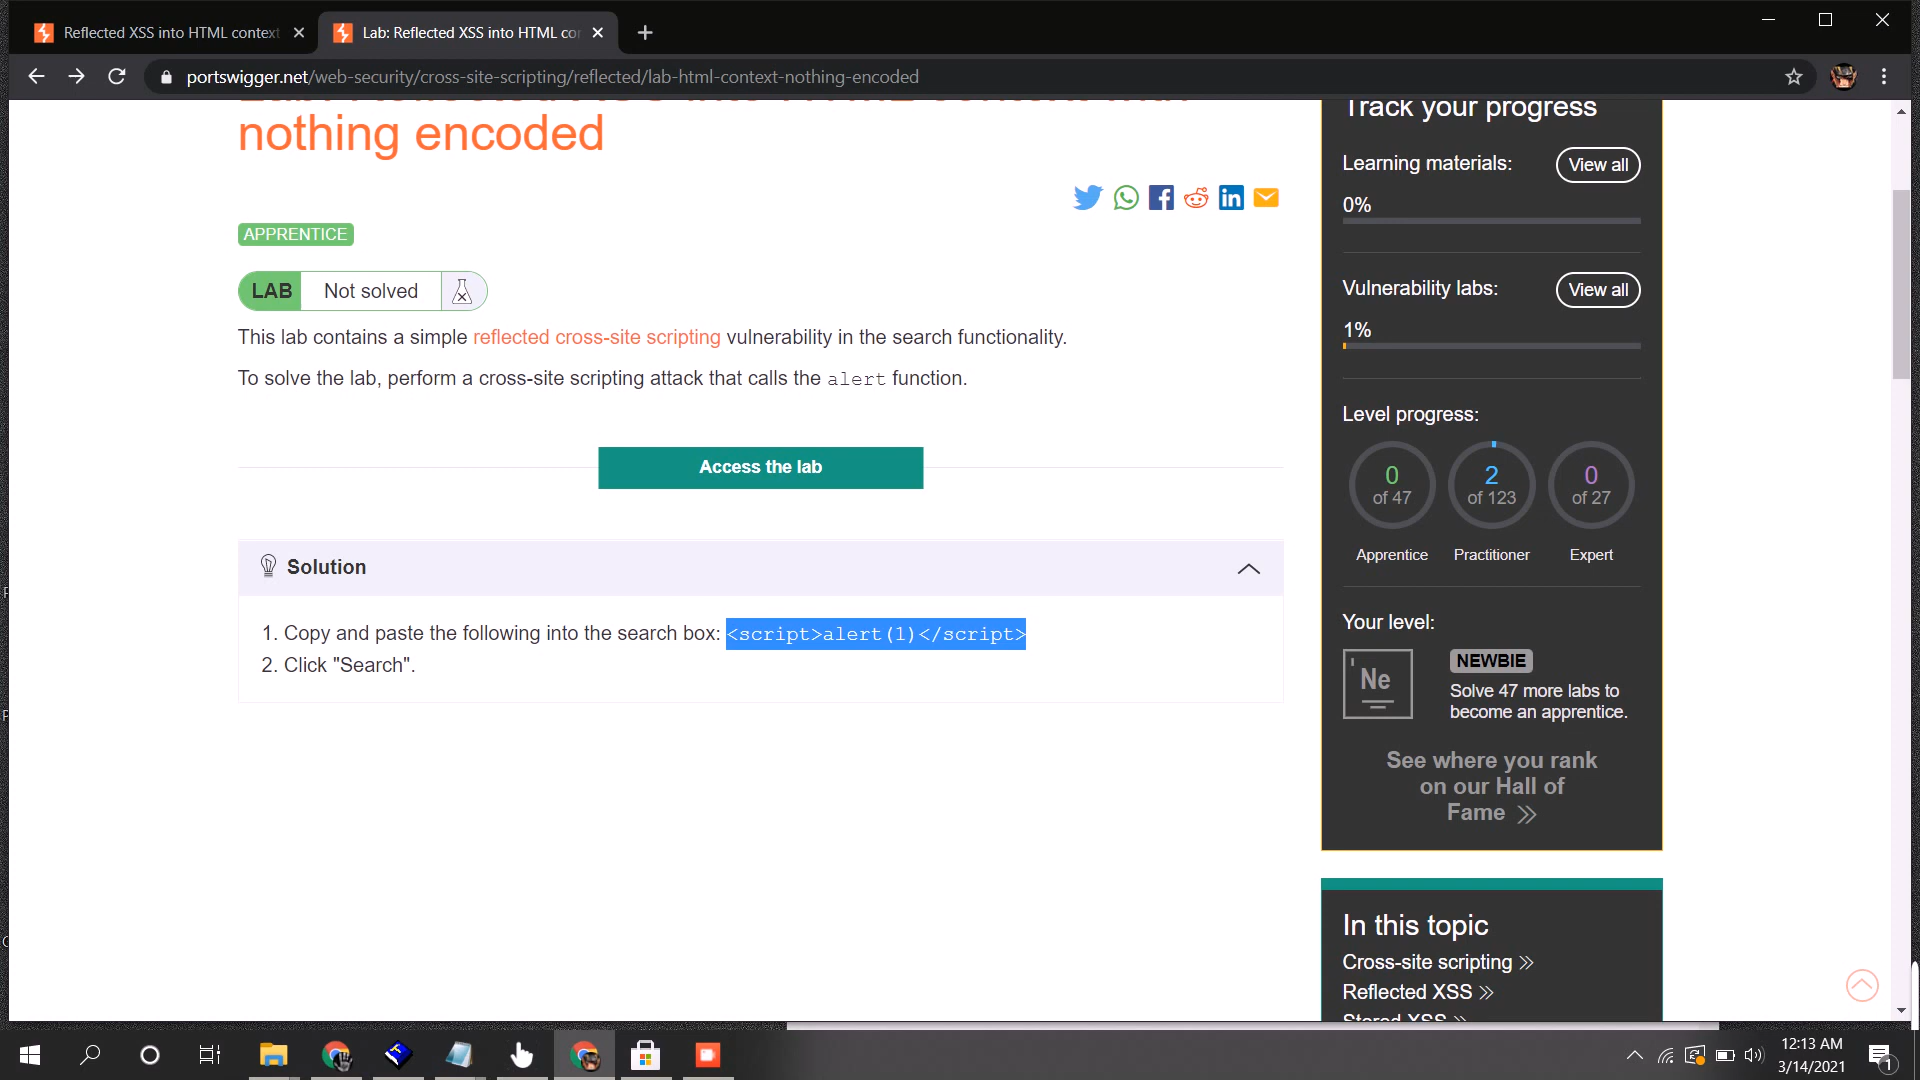 Reflected XSS into HTML context
Lab: Reflected XSS into HTML co
portswigger.net/web-security/cross-site-scripting/reflected/lab-html-context-nothing-encoded
nothing encoded
APPRENTICE
LAB Not solved
This lab contains a simple reflected cross-site scripting vulnerability in the search functionality.
To solve the lab, perform a cross-site scripting attack that calls the alert function.
Access the lab
Solution
1. Copy and paste the following into the search box: <script>alert(1)</script>
2. Click "Search".
Track your progress
Learning materials: View all
0%
Vulnerability labs: View all
1%
Level progress:
0 of 47 Apprentice
2 of 123 Practitioner
0 of 27 Expert
Your level:
Ne
NEWBIE
Solve 47 more labs to
become an apprentice.
See where you rank
on our Hall of
Fame
In this topic
Cross-site scripting
Reflected XSS
Stored XSS
12:13 AM
3/14/2021
1